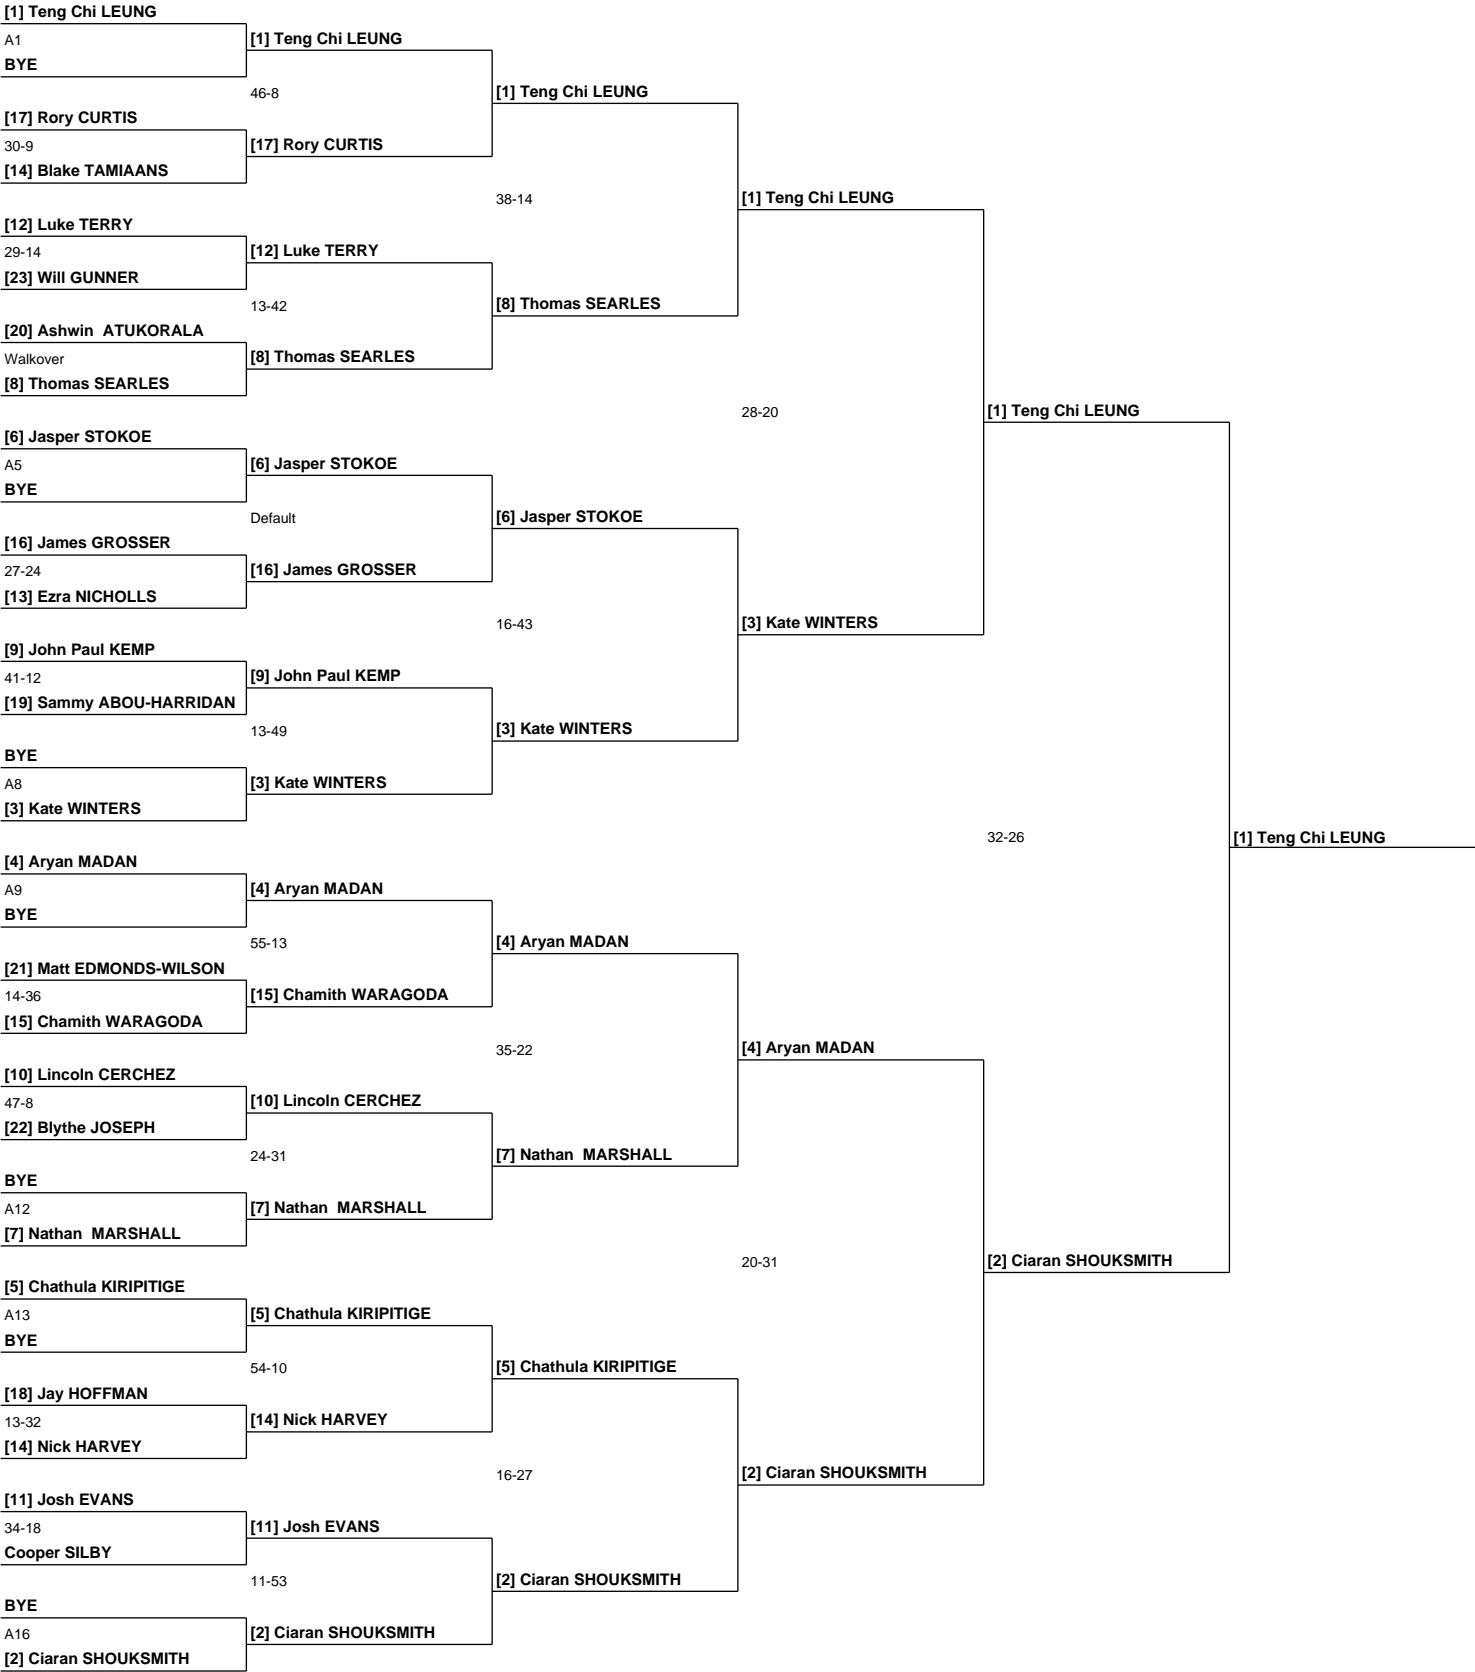 [1] Teng Chi LEUNG
A1
BYE
[17] Rory CURTIS
30-9
[14] Blake TAMIAANS
[12] Luke TERRY
29-14
[23] Will GUNNER
[20] Ashwin  ATUKORALA
Walkover
[8] Thomas SEARLES
[6] Jasper STOKOE
A5
BYE
[16] James GROSSER
27-24
[13] Ezra NICHOLLS
[9] John Paul KEMP
41-12
[19] Sammy ABOU-HARRIDAN
BYE
A8
[3] Kate WINTERS
[4] Aryan MADAN
A9
BYE
[21] Matt EDMONDS-WILSON
14-36
[15] Chamith WARAGODA
[10] Lincoln CERCHEZ
47-8
[22] Blythe JOSEPH
BYE
A12
[7] Nathan  MARSHALL
[5] Chathula KIRIPITIGE
A13
BYE
[18] Jay HOFFMAN
13-32
[14] Nick HARVEY
[11] Josh EVANS
34-18
Cooper SILBY
BYE
A16
[2] Ciaran SHOUKSMITH
[1] Teng Chi LEUNG
46-8
[17] Rory CURTIS
[12] Luke TERRY
13-42
[8] Thomas SEARLES
[6] Jasper STOKOE
Default
[16] James GROSSER
[9] John Paul KEMP
13-49
[3] Kate WINTERS
[4] Aryan MADAN
55-13
[15] Chamith WARAGODA
[10] Lincoln CERCHEZ
24-31
[7] Nathan  MARSHALL
[5] Chathula KIRIPITIGE
54-10
[14] Nick HARVEY
[11] Josh EVANS
11-53
[2] Ciaran SHOUKSMITH
[1] Teng Chi LEUNG
38-14
[8] Thomas SEARLES
[6] Jasper STOKOE
16-43
[3] Kate WINTERS
[4] Aryan MADAN
35-22
[7] Nathan  MARSHALL
[5] Chathula KIRIPITIGE
16-27
[2] Ciaran SHOUKSMITH
[1] Teng Chi LEUNG
28-20
[3] Kate WINTERS
[4] Aryan MADAN
20-31
[2] Ciaran SHOUKSMITH
[1] Teng Chi LEUNG
32-26
[2] Ciaran SHOUKSMITH
[1] Teng Chi LEUNG